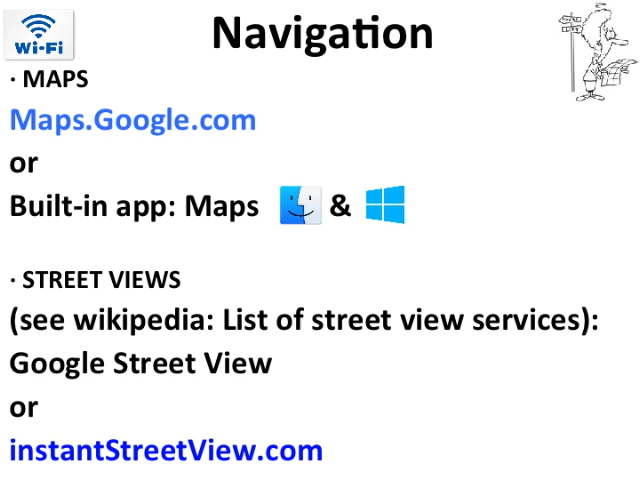 Wi-Fi
Navigation
· MAPS
Maps.Google.com
or
Built-in app: Maps &
· STREET VIEWS
(see wikipedia: List of street view services):
Google Street View
or
instantStreetView.com